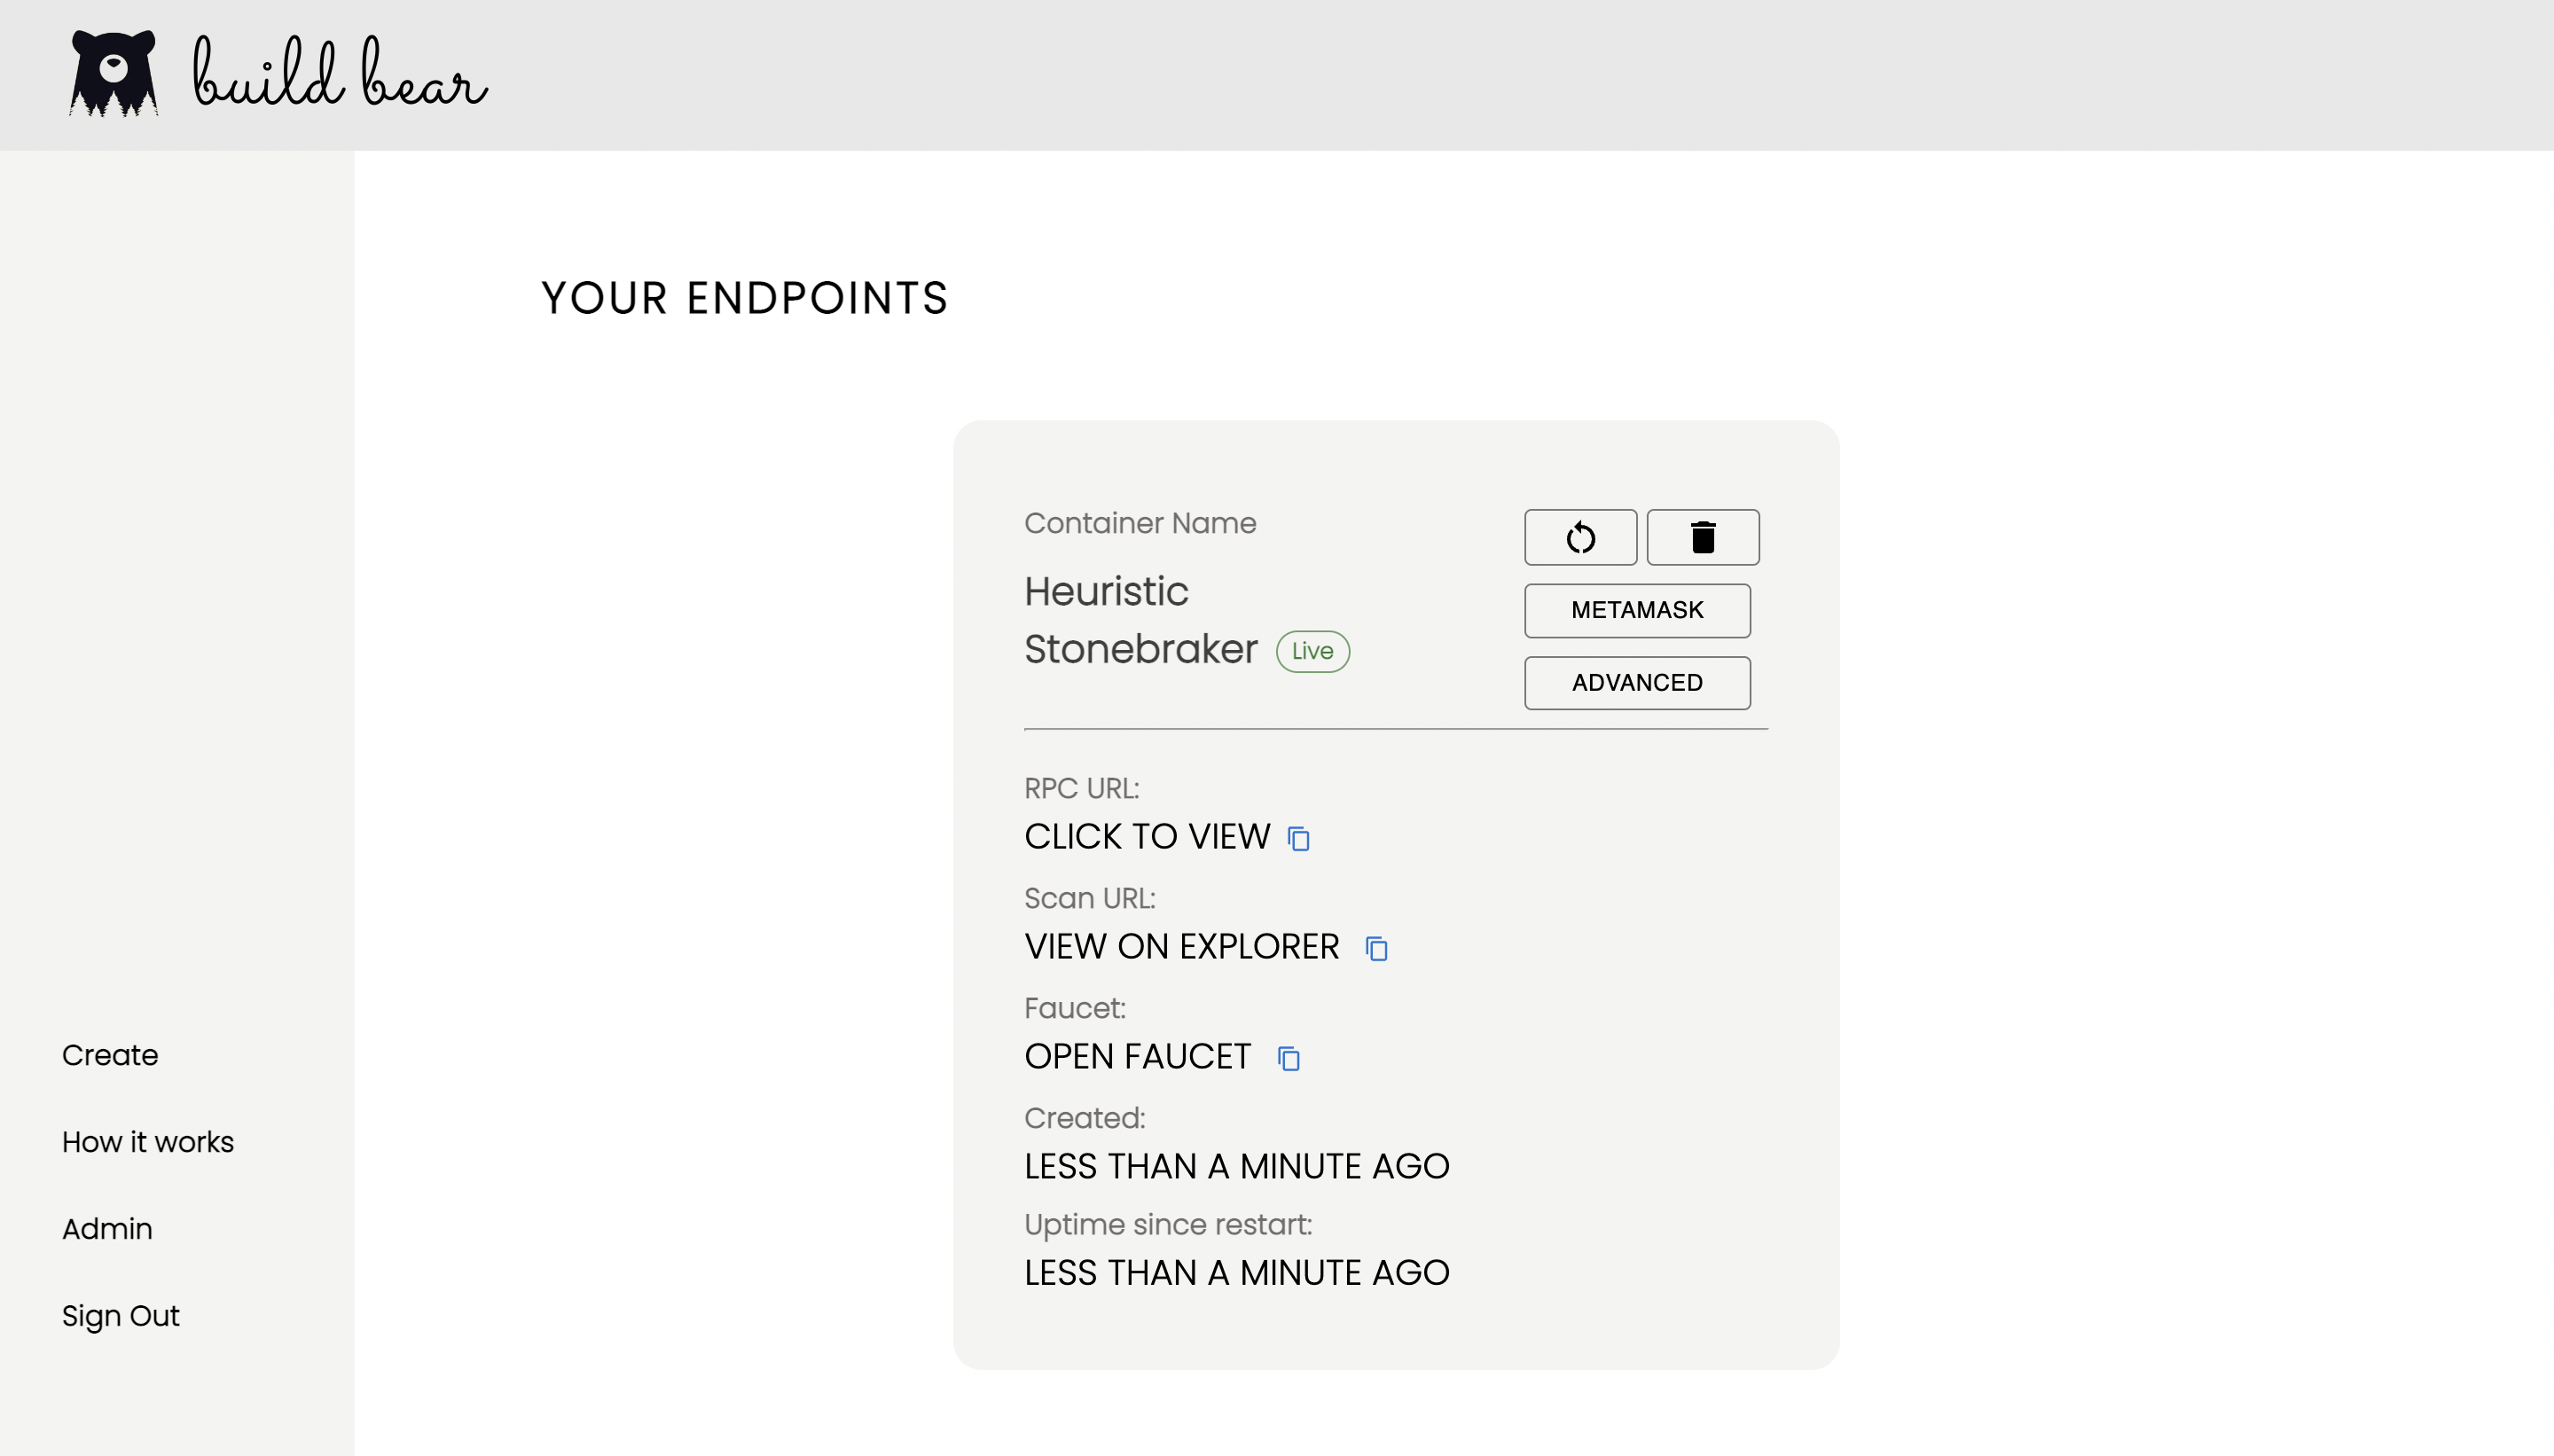 build bear
YOUR ENDPOINTS
Container Name
Heuristic
Stonebraker
Live
METAMASK
ADVANCED
RPC URL:
CLICK TO VIEW
Scan URL:
VIEW ON EXPLORER
Faucet:
OPEN FAUCET
Created:
LESS THAN A MINUTE AGO
Uptime since restart:
LESS THAN A MINUTE AGO
Create
How it works
Admin
Sign Out